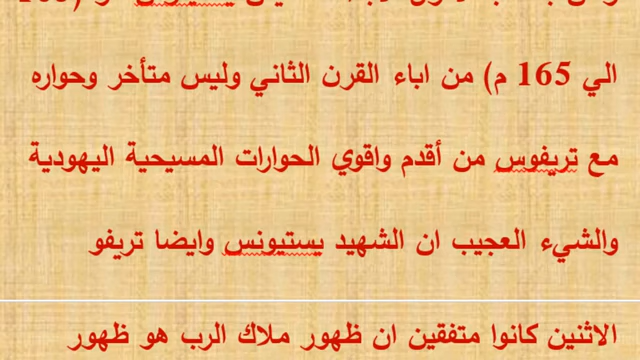 الي 165 م) من اباء القرن الثاني وليس متأخر وحواره
مع تريفوس من أقدم واقوي الحوارات المسيحية اليهودية
والشيء العجيب ان الشهيد يستيونس وايضا تريفو
الاثنين كانوا متفقين ان ظهور ملاك الرب هو ظهور